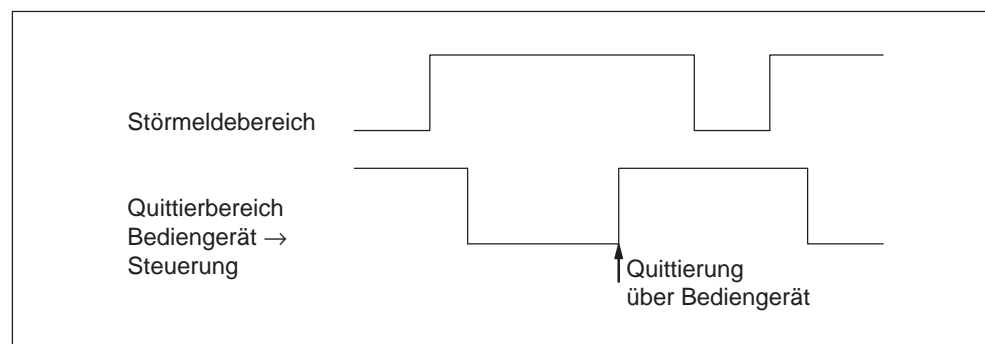 Störmeldebereich
Quittierbereich
Bediengerät →
Steuerung
Quittierung
über Bediengerät